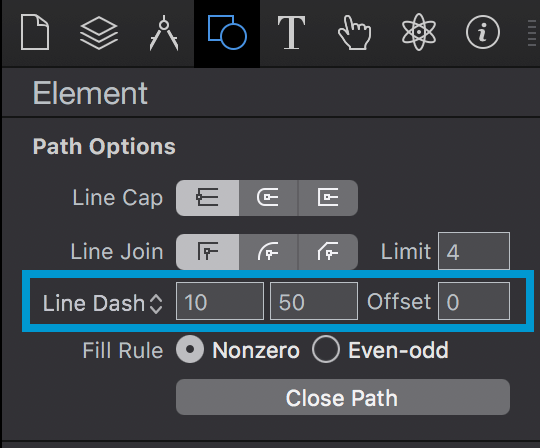 T
Element
Path Options
Line Cap
Line Join Limit 4
Line Dash 10 50 Offset 0
Fill Rule Nonzero Even-odd
Close Path